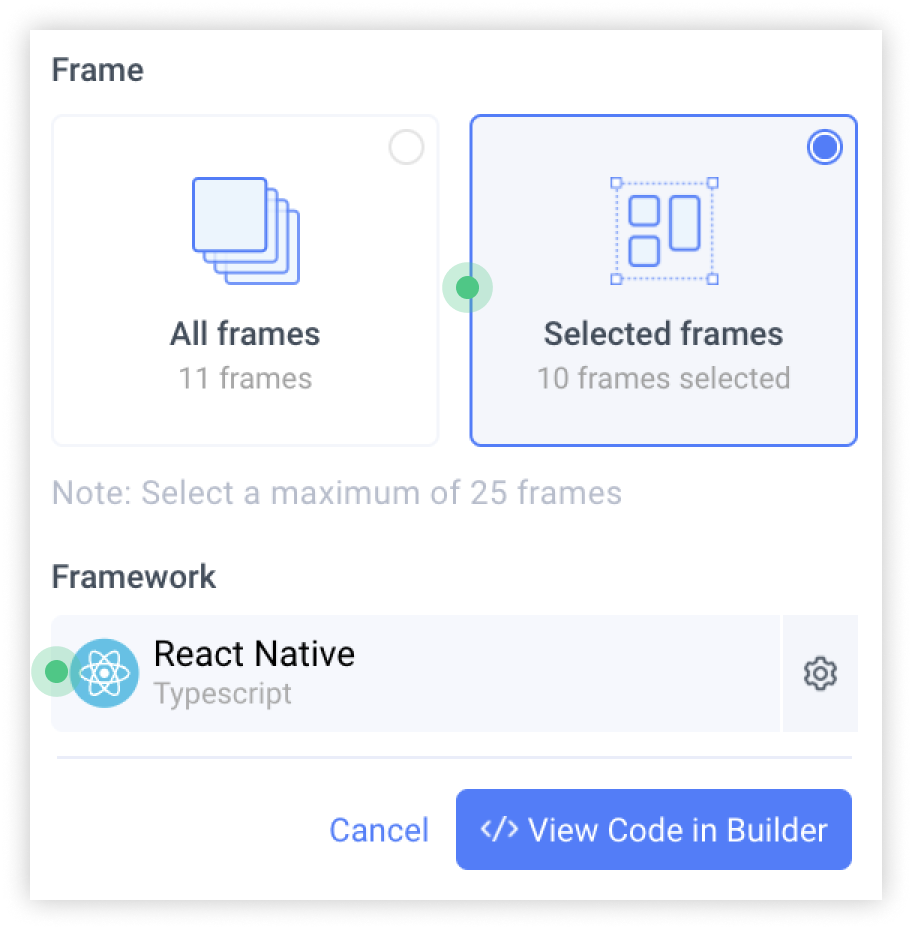 Frame
All frames
11 frames
Selected frames
10 frames selected
Note: Select a maximum of 25 frames
Framework
React Native
Typescript
Cancel
</> View Code in Builder